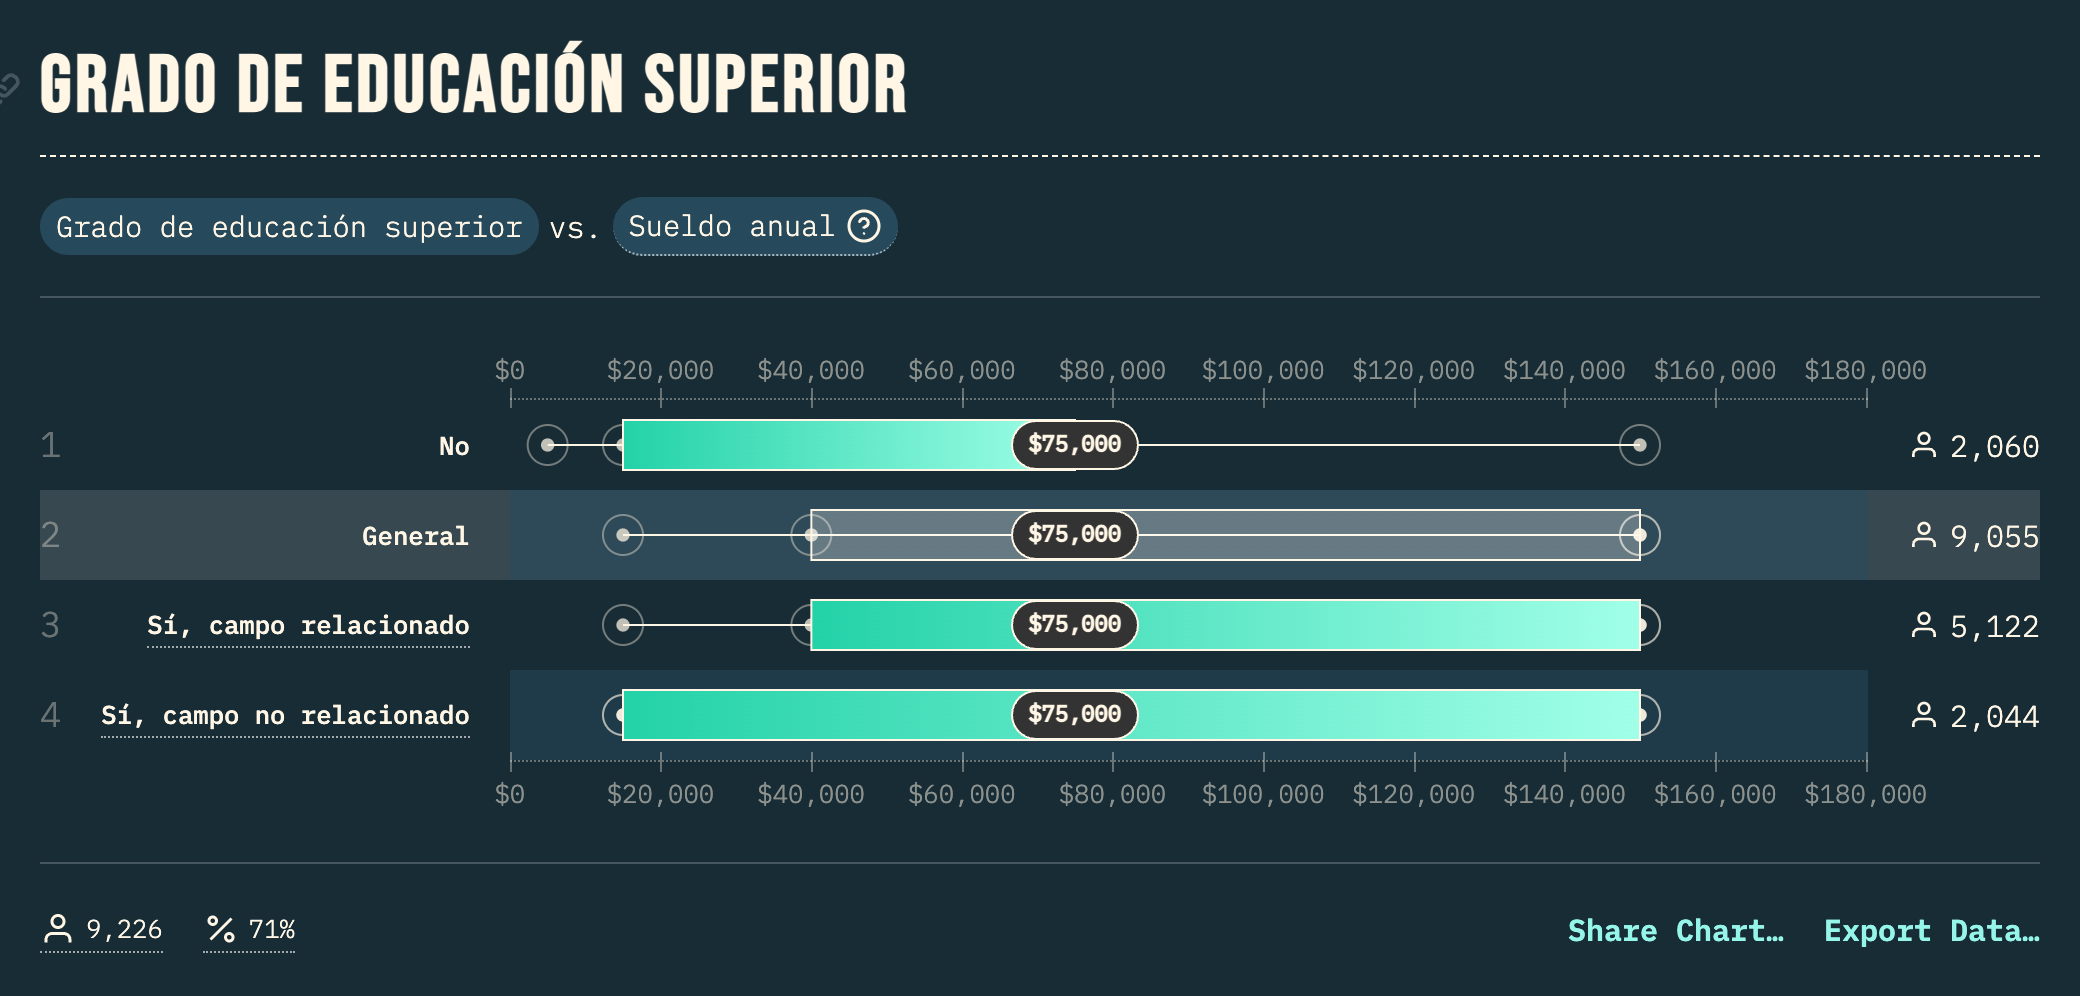 GRADO DE EDUCACIÓN SUPERIOR
Grado de educación superior vs. Sueldo anual ?
$0 $20,000 $40,000 $60,000 $80,000 $100,000 $120,000 $140,000 $160,000 $180,000
1 No $75,000 2,060
2 General $75,000 9,055
3 Sí, campo relacionado $75,000 5,122
4 Sí, campo no relacionado $75,000 2,044
$0 $20,000 $40,000 $60,000 $80,000 $100,000 $120,000 $140,000 $160,000 $180,000
9,226 % 71% Share Chart… Export Data…